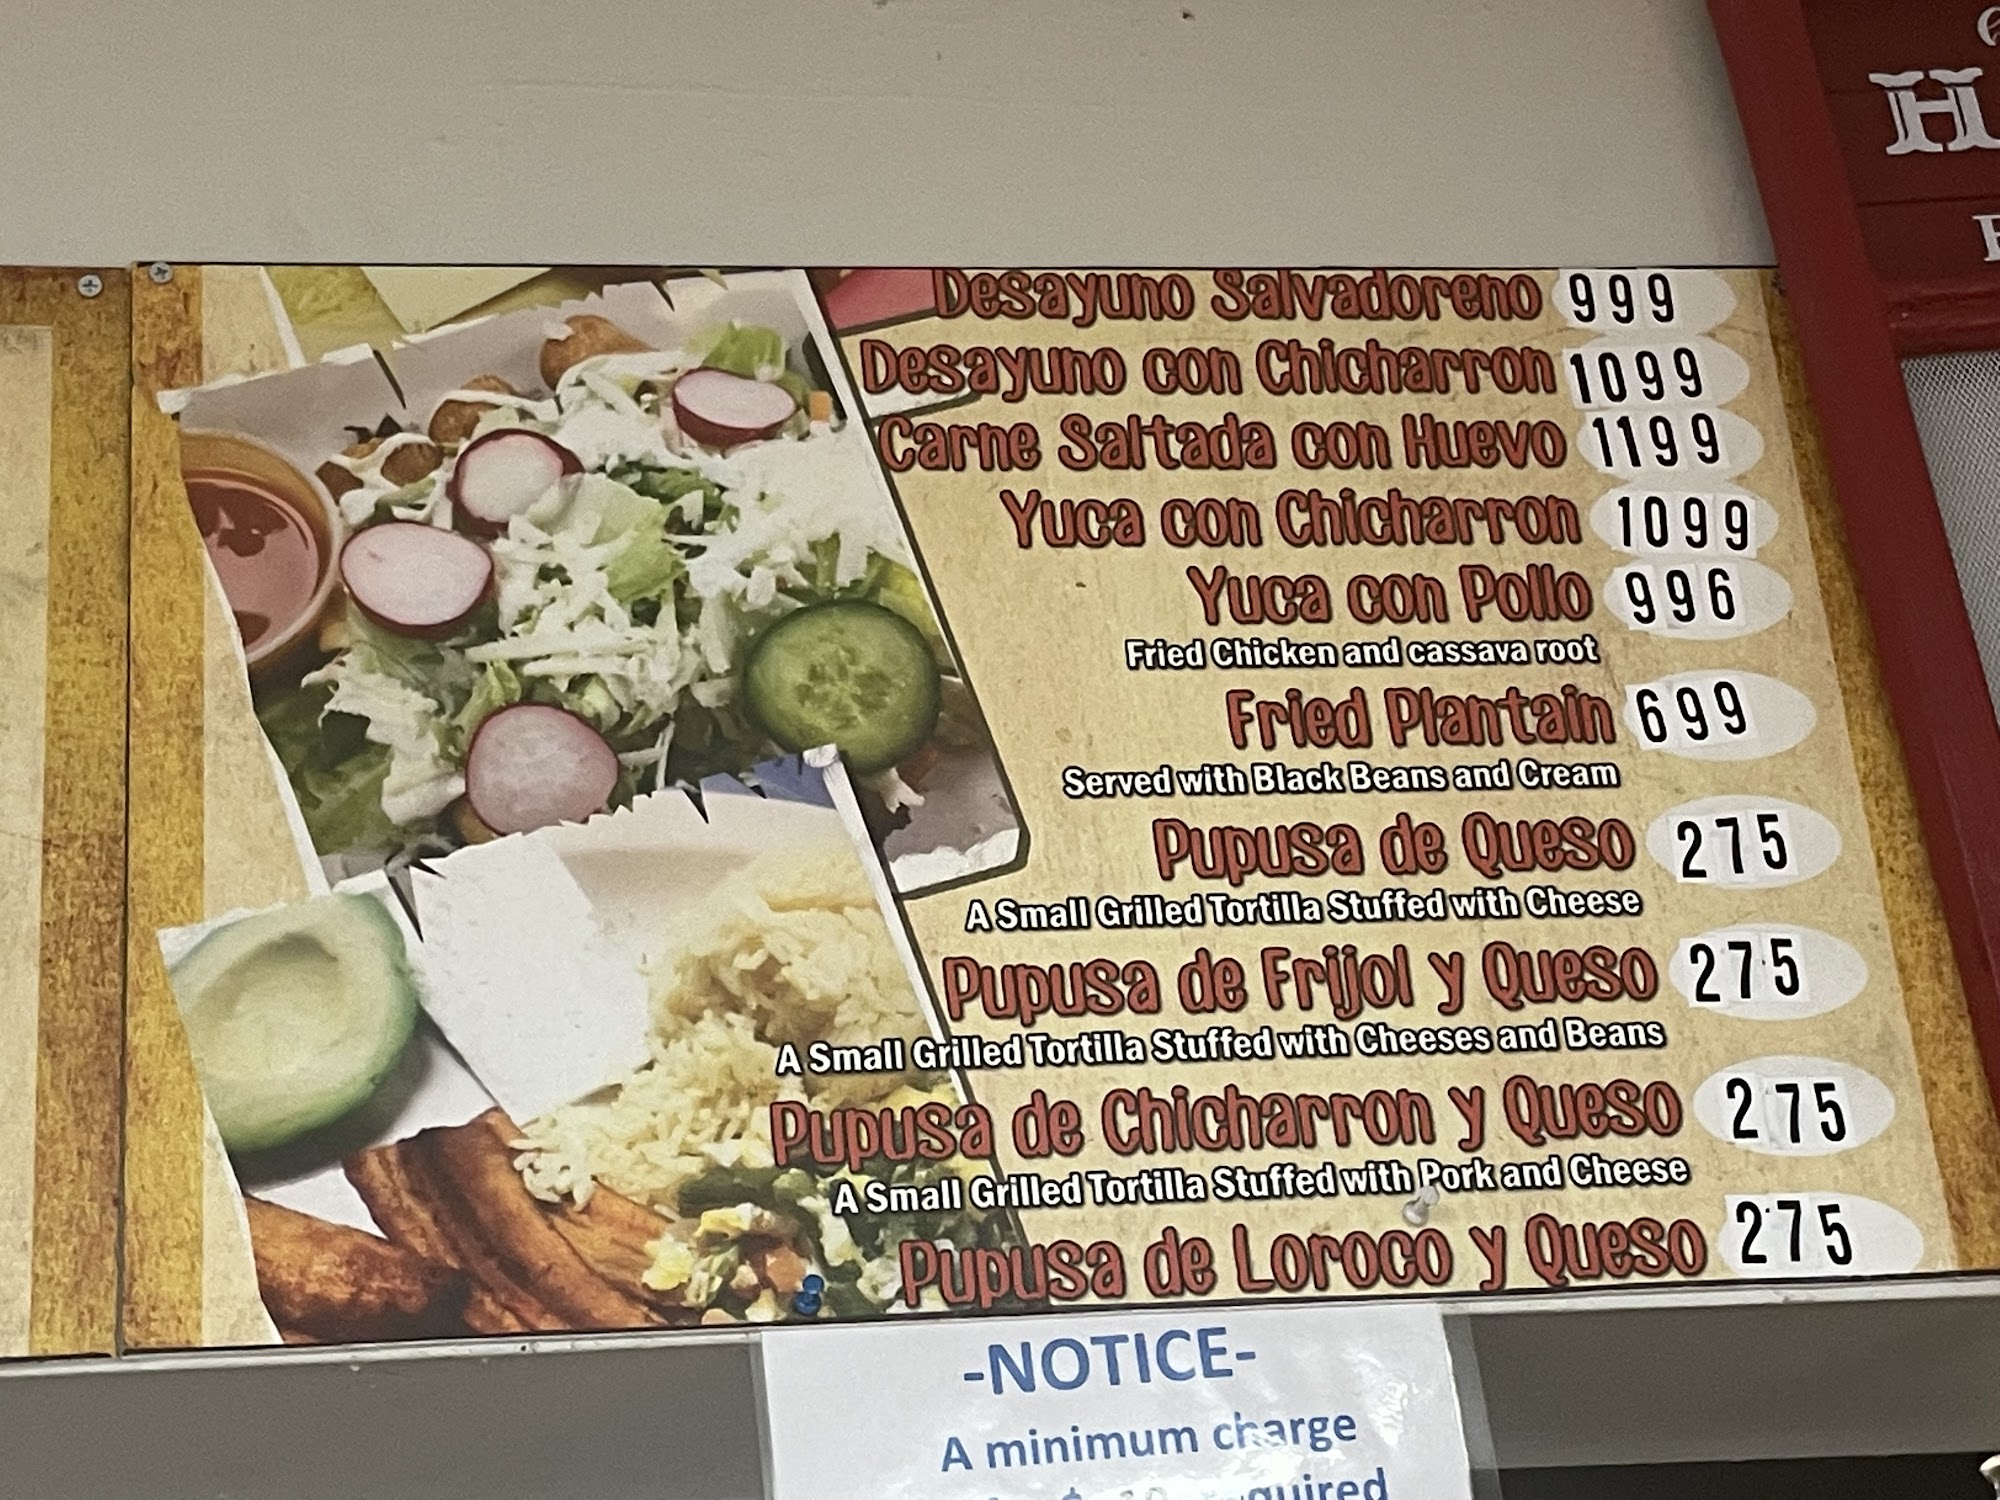 Desayuno Salvadoreno 999
Desayuno con Chicharron 1099
Carne Saltada con Huevo 1199
Yuca con Chicharron 1099
Yuca con Pollo 996
Fried Chicken and cassava root
Fried Plantain 699
Served with Black Beans and Cream
Pupusa de Queso 275
A Small Grilled Tortilla Stuffed with Cheese
Pupusa de Frijol y Queso 275
A Small Grilled Tortilla Stuffed with Cheeses and Beans
Pupusa de Chicharron y Queso 275
A Small Grilled Tortilla Stuffed with Pork and Cheese
Pupusa de Loroco y Queso 275
-NOTICE-
A minimum charge